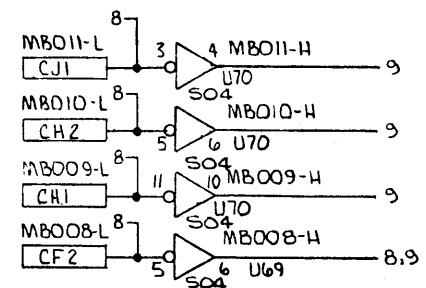 8
MB011-L
3 4 MB011-H
CJ1
U70 9
S04
MB010-L 8
MB010-H
CH2
5 6 U70 9
S04
MB009-L 8
11 10 MB009-H
CH1
U70 9
S04
MB008-L 8
MB008-H
CF2
5 6 U69 8,9
S04